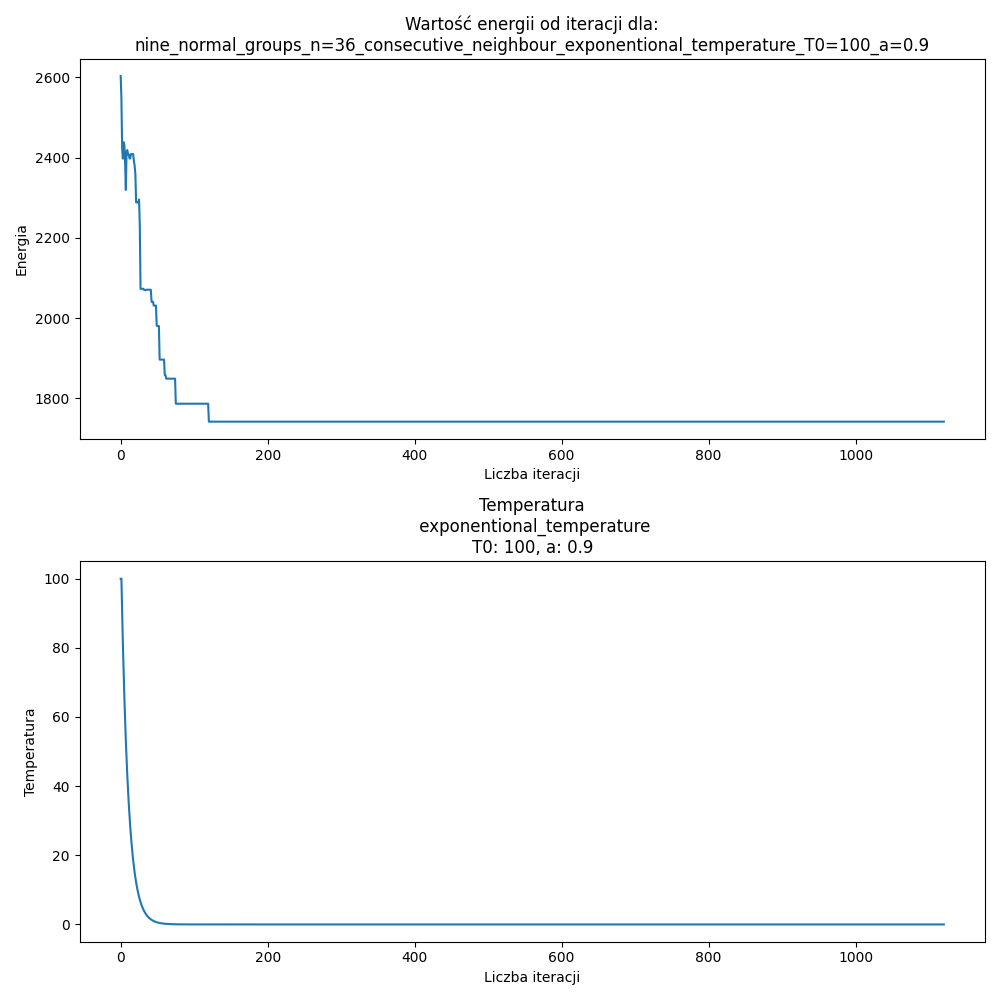 Wartość energii od iteracji dla:
nine_normal_groups_n=36_consecutive_neighbour_exponentional_temperature_T0=100_a=0.9
2600
2400
2200
2000
1800
Energia
0 200 400 600 800 1000
Liczba iteracji
Temperatura
exponentional_temperature
T0: 100, a: 0.9
100
80
60
40
20
0
Temperatura
0 200 400 600 800 1000
Liczba iteracji